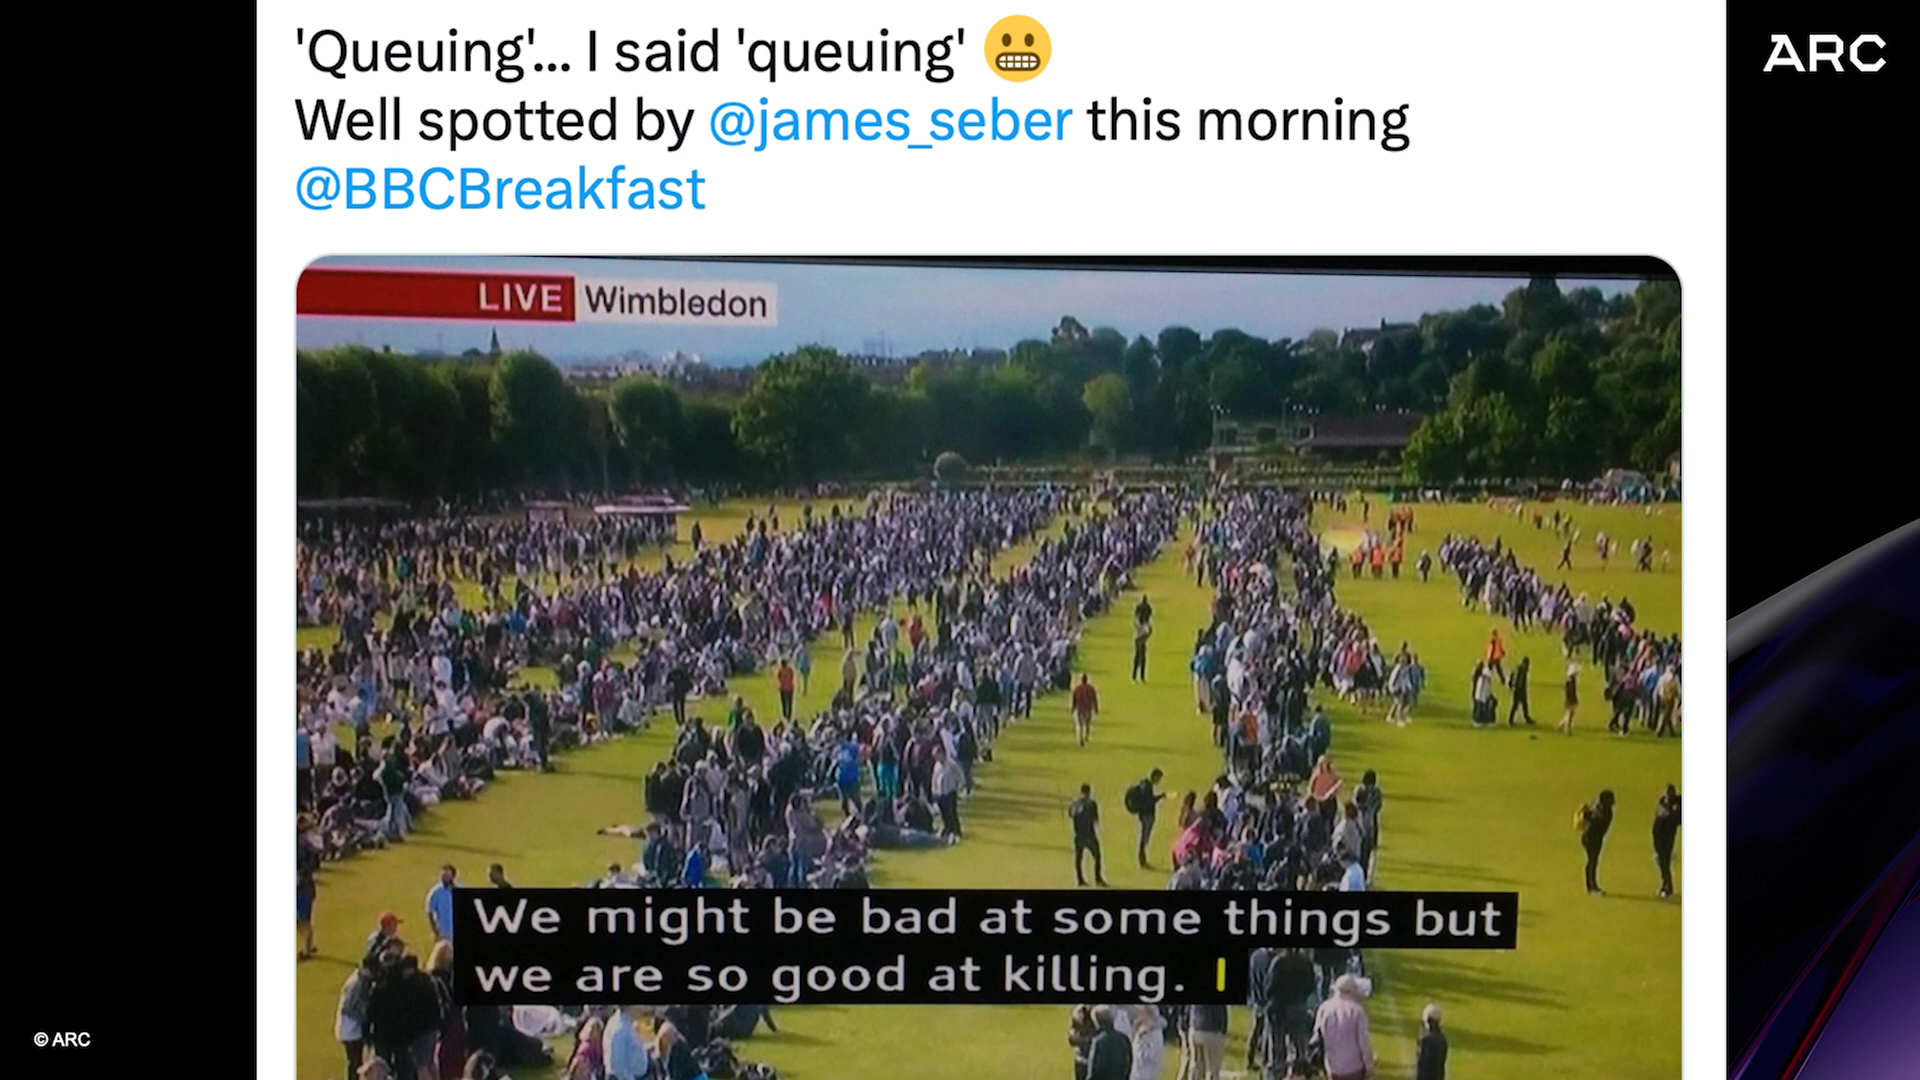 'Queuing'... I said 'queuing' 😬
Well spotted by @james_seber this morning
@BBCBreakfast
ARC
LIVE Wimbledon
We might be bad at some things but
we are so good at killing.
© ARC